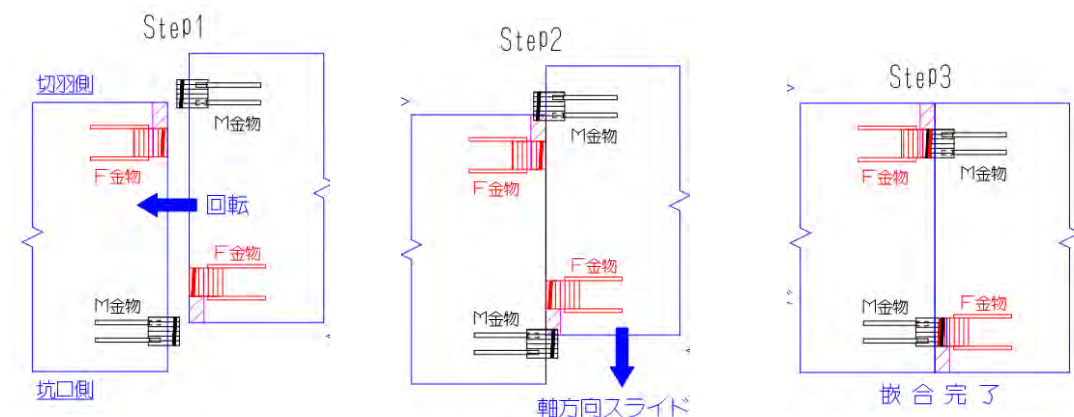 Step1
切羽側
M金物
F金物
回転
F金物
M金物
坑口側
Step2
M金物
F金物
F金物
M金物
軸方向スライド
Step3
F金物
M金物
M金物
F金物
嵌合完了